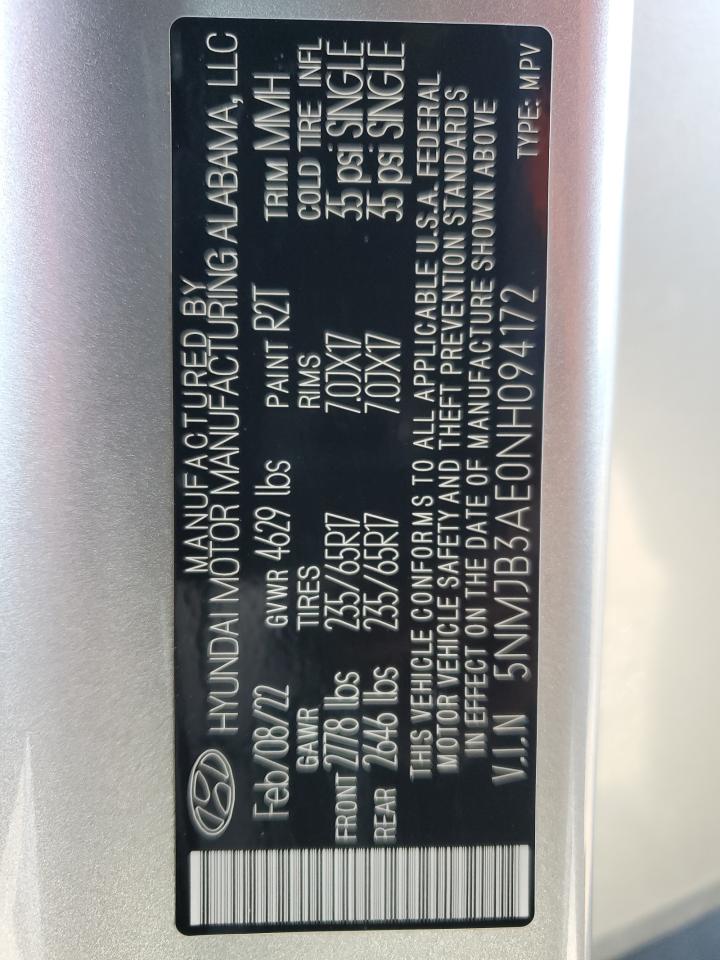 MANUFACTURED BY
HYUNDAI MOTOR MANUFACTURING ALABAMA, LLC
Feb/08/22 GVWR 4629 lbs PAINT R2T TRIM MMH
GAWR TIRES RIMS COLD TIRE INFL
FRONT 2778 lbs 235/65R17 7.0JX17 35 psi SINGLE
REAR 2646 lbs 235/65R17 7.0JX17 35 psi SINGLE
THIS VEHICLE CONFORMS TO ALL APPLICABLE U.S.A. FEDERAL
MOTOR VEHICLE SAFETY AND THEFT PREVENTION STANDARDS
IN EFFECT ON THE DATE OF MANUFACTURE SHOWN ABOVE
V.I.N 5NMJB3AE0NH094172 TYPE: MPV